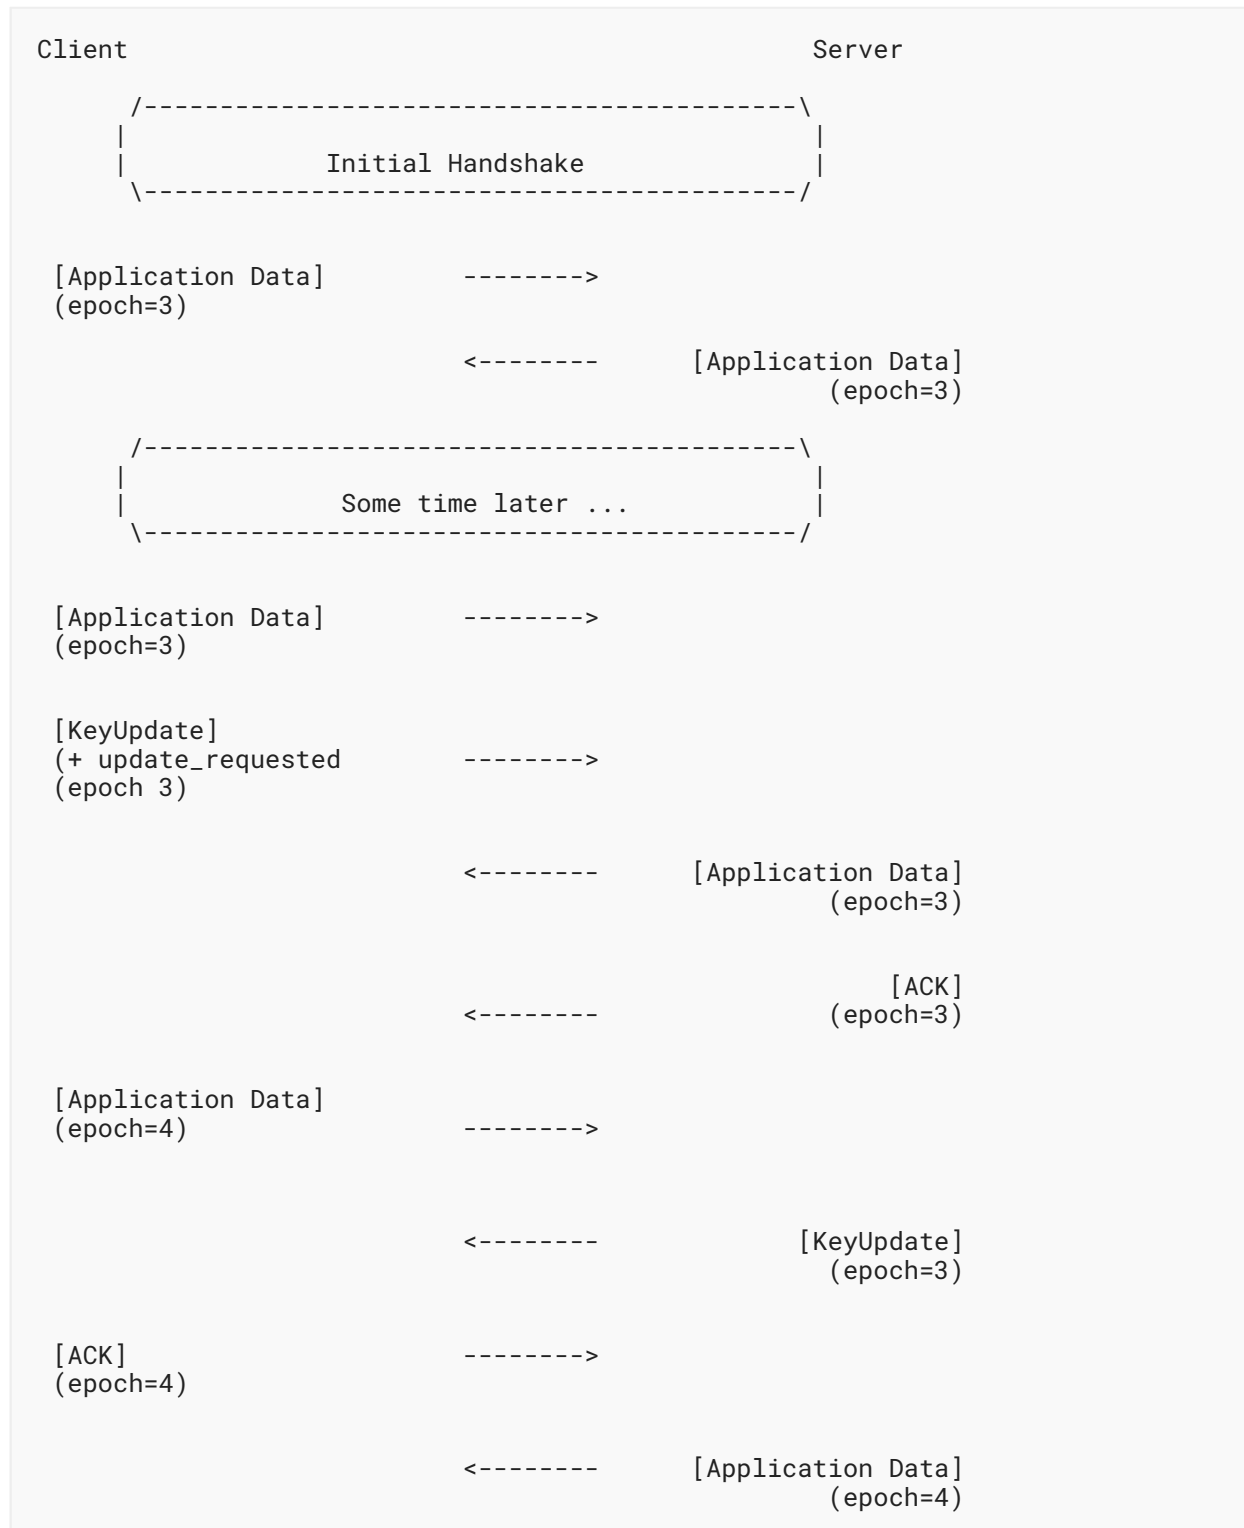 Client                                             Server

      /-------------------------------------------\
     |                                             |
     |             Initial Handshake               |
      \-------------------------------------------/

 [Application Data]         -------->
 (epoch=3)

                            <--------      [Application Data]
                                                    (epoch=3)

      /-------------------------------------------\
     |                                             |
     |              Some time later ...            |
      \-------------------------------------------/

 [Application Data]         -------->
 (epoch=3)

 [KeyUpdate]
 (+ update_requested        -------->
 (epoch 3)

                            <--------      [Application Data]
                                                    (epoch=3)

                                                        [ACK]
                            <--------               (epoch=3)

 [Application Data]
 (epoch=4)                  -------->

                            <--------             [KeyUpdate]
                                                    (epoch=3)

 [ACK]                      -------->
 (epoch=4)

                            <--------      [Application Data]
                                                    (epoch=4)